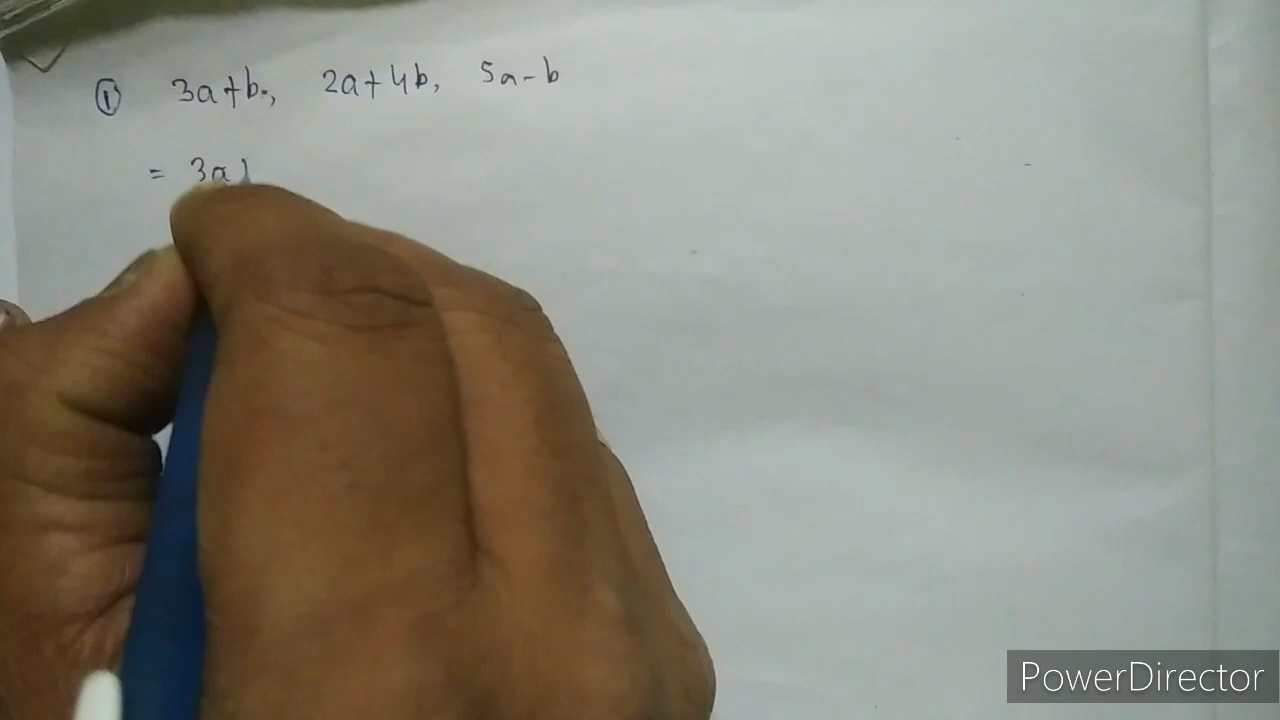 ① 3a+b., 2a+4b, 5a-b
= 3a
PowerDirector